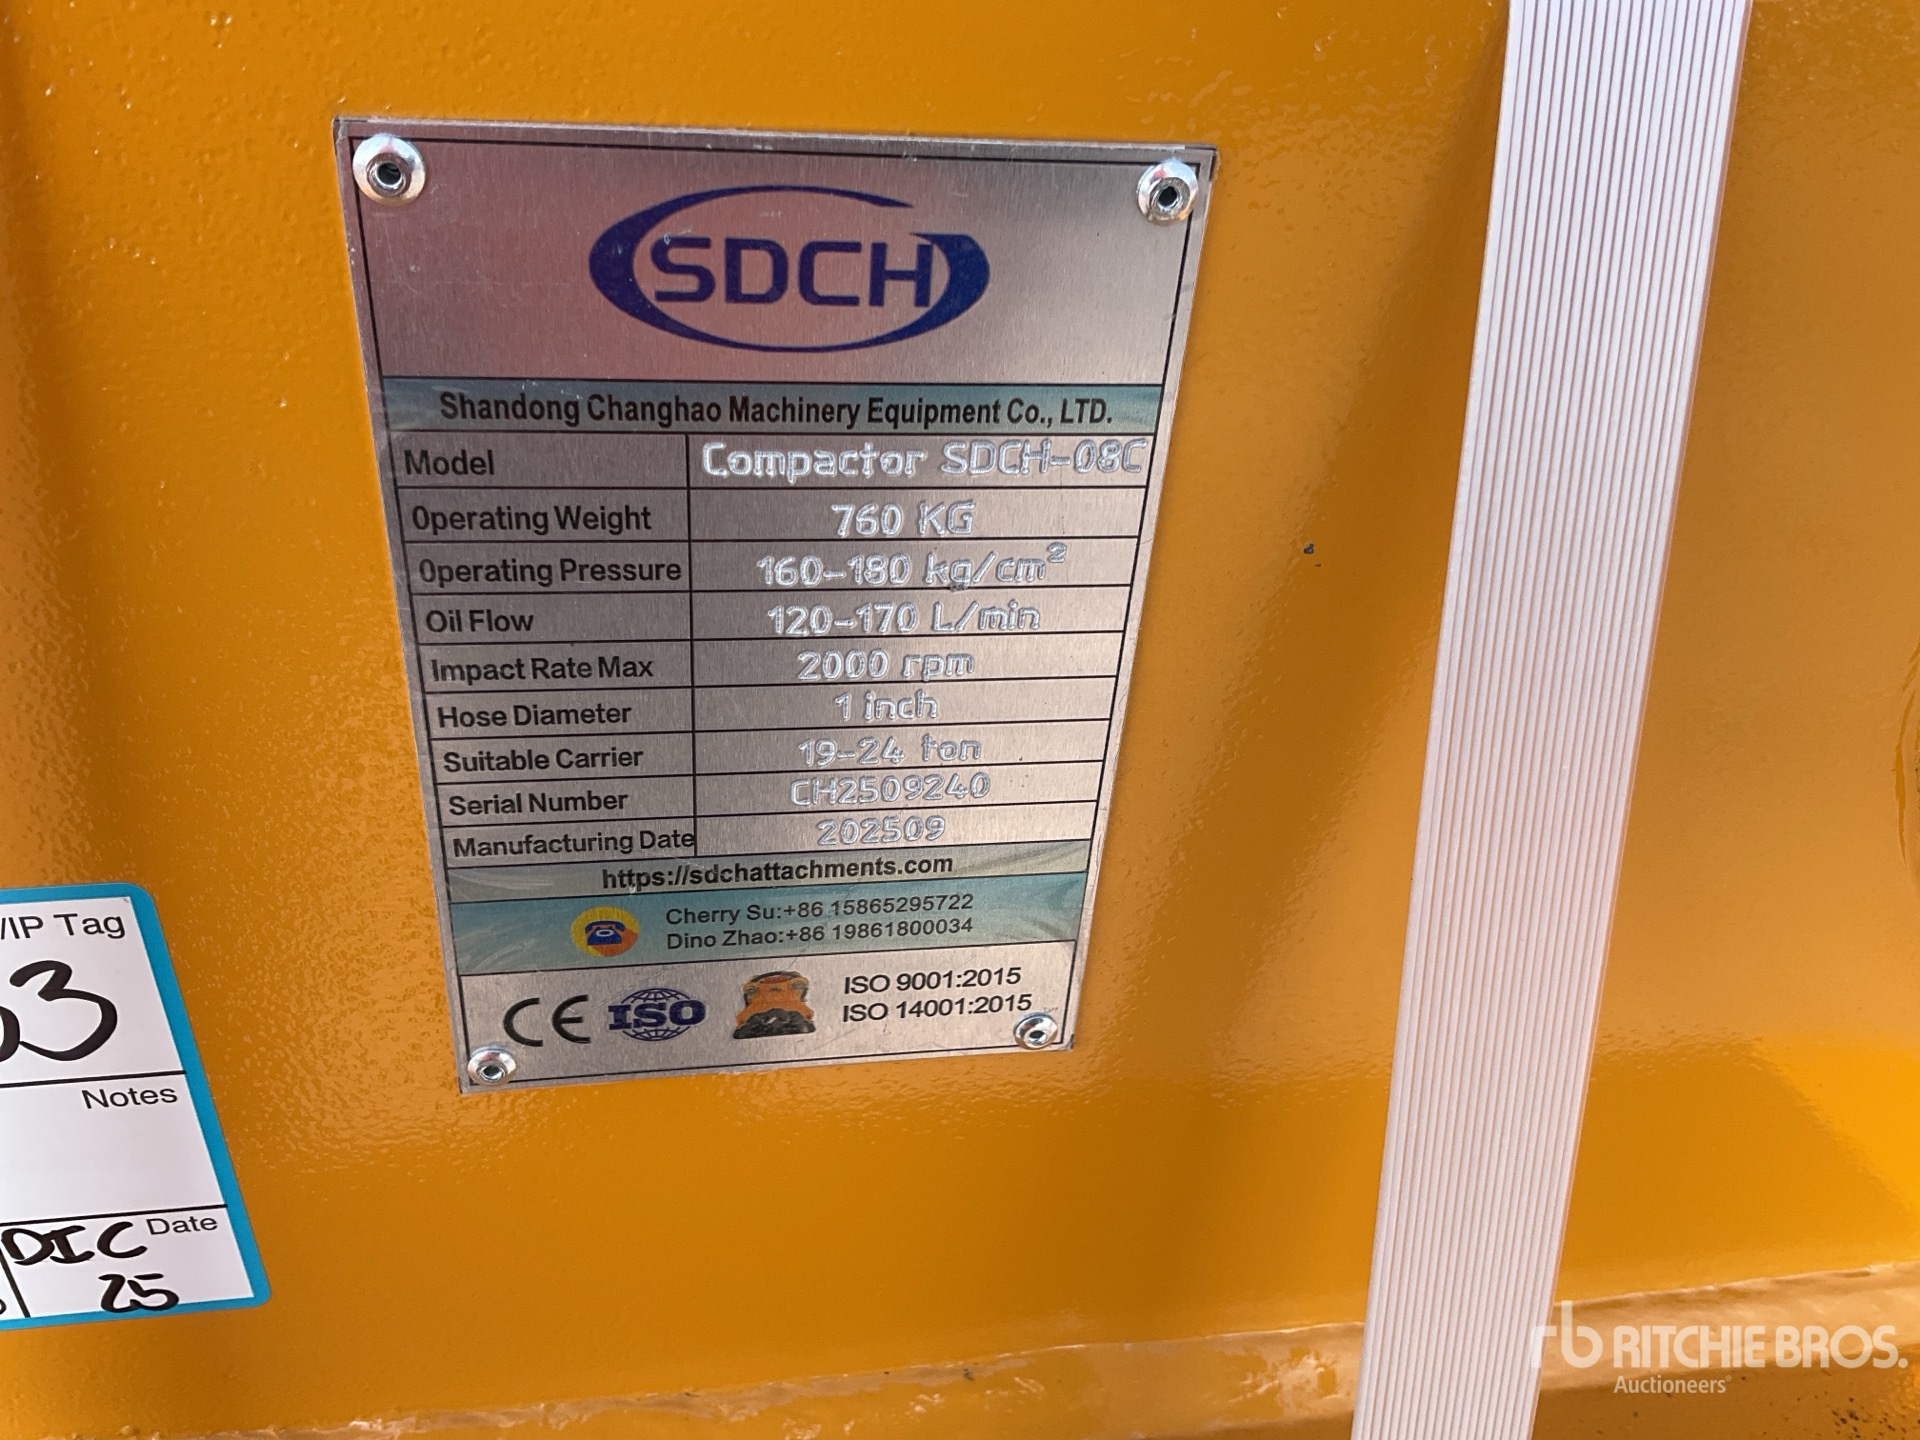 SDCH
Shandong Changhao Machinery Equipment Co., LTD.
Model Compactor SDCH-08C
Operating Weight 760 KG
Operating Pressure 160-180 kg/cm²
Oil Flow 120-170 L/min
Impact Rate Max 2000 rpm
Hose Diameter 1 inch
Suitable Carrier 19-24 ton
Serial Number CH2509240
Manufacturing Date 202509
https://sdchattachments.com
Cherry Su:+86 15865295722
Dino Zhao:+86 19861800034
CE ISO ISO 9001:2015
ISO 14001:2015
/IP Tag
3
Notes
DIC Date
25
rb RITCHIE BROS.
Auctioneers